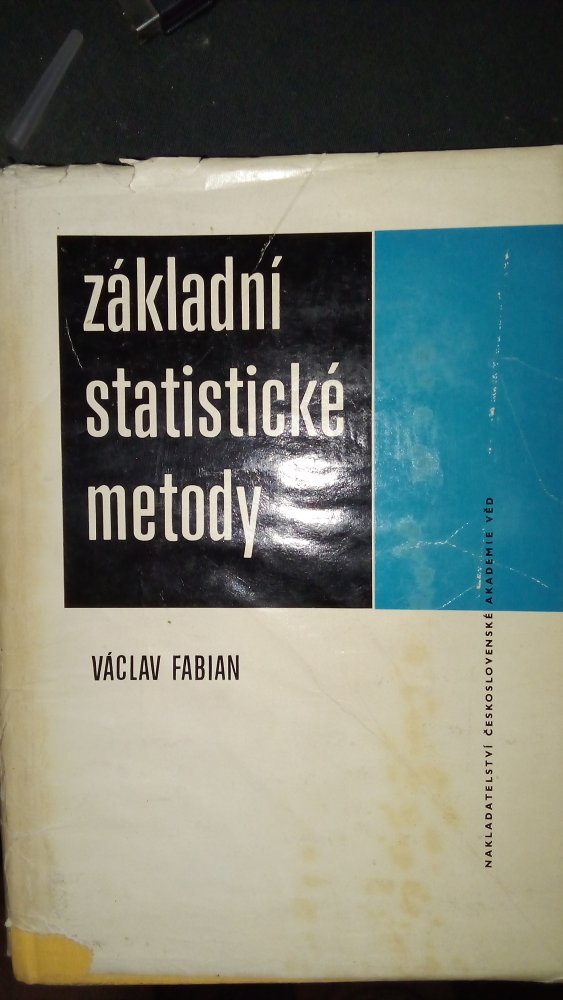 základní
statistické
metody
VÁCLAV FABIAN
NAKLADATELSTVÍ ČESKOSLOVENSKÉ AKADEMIE VĚD